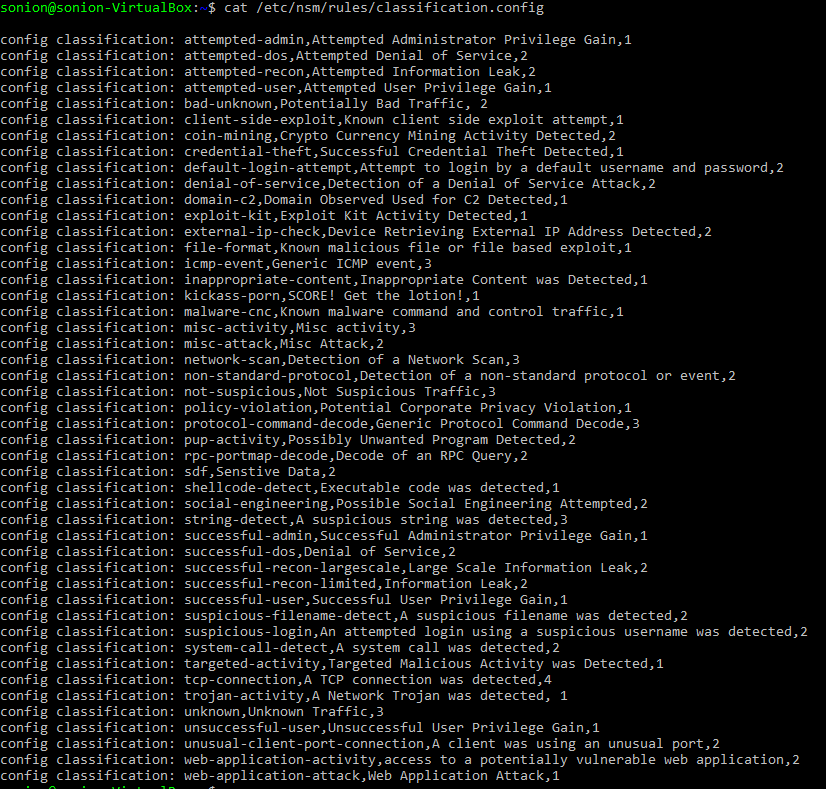 sonion@sonion-VirtualBox:~$ cat /etc/nsm/rules/classification.config
config classification: attempted-admin,Attempted Administrator Privilege Gain,1
config classification: attempted-dos,Attempted Denial of Service,2
config classification: attempted-recon,Attempted Information Leak,2
config classification: attempted-user,Attempted User Privilege Gain,1
config classification: bad-unknown,Potentially Bad Traffic, 2
config classification: client-side-exploit,Known client side exploit attempt,1
config classification: coin-mining,Crypto Currency Mining Activity Detected,2
config classification: credential-theft,Successful Credential Theft Detected,1
config classification: default-login-attempt,Attempt to login by a default username and password,2
config classification: denial-of-service,Detection of a Denial of Service Attack,2
config classification: domain-c2,Domain Observed Used for C2 Detected,1
config classification: exploit-kit,Exploit Kit Activity Detected,1
config classification: external-ip-check,Device Retrieving External IP Address Detected,2
config classification: file-format,Known malicious file or file based exploit,1
config classification: icmp-event,Generic ICMP event,3
config classification: inappropriate-content,Inappropriate Content was Detected,1
config classification: kickass-porn,SCORE! Get the lotion!,1
config classification: malware-cnc,Known malware command and control traffic,1
config classification: misc-activity,Misc activity,3
config classification: misc-attack,Misc Attack,2
config classification: network-scan,Detection of a Network Scan,3
config classification: non-standard-protocol,Detection of a non-standard protocol or event,2
config classification: not-suspicious,Not Suspicious Traffic,3
config classification: policy-violation,Potential Corporate Privacy Violation,1
config classification: protocol-command-decode,Generic Protocol Command Decode,3
config classification: pup-activity,Possibly Unwanted Program Detected,2
config classification: rpc-portmap-decode,Decode of an RPC Query,2
config classification: sdf,Senstive Data,2
config classification: shellcode-detect,Executable code was detected,1
config classification: social-engineering,Possible Social Engineering Attempted,2
config classification: string-detect,A suspicious string was detected,3
config classification: successful-admin,Successful Administrator Privilege Gain,1
config classification: successful-dos,Denial of Service,2
config classification: successful-recon-largescale,Large Scale Information Leak,2
config classification: successful-recon-limited,Information Leak,2
config classification: successful-user,Successful User Privilege Gain,1
config classification: suspicious-filename-detect,A suspicious filename was detected,2
config classification: suspicious-login,An attempted login using a suspicious username was detected,2
config classification: system-call-detect,A system call was detected,2
config classification: targeted-activity,Targeted Malicious Activity was Detected,1
config classification: tcp-connection,A TCP connection was detected,4
config classification: trojan-activity,A Network Trojan was detected, 1
config classification: unknown,Unknown Traffic,3
config classification: unsuccessful-user,Unsuccessful User Privilege Gain,1
config classification: unusual-client-port-connection,A client was using an unusual port,2
config classification: web-application-activity,access to a potentially vulnerable web application,2
config classification: web-application-attack,Web Application Attack,1